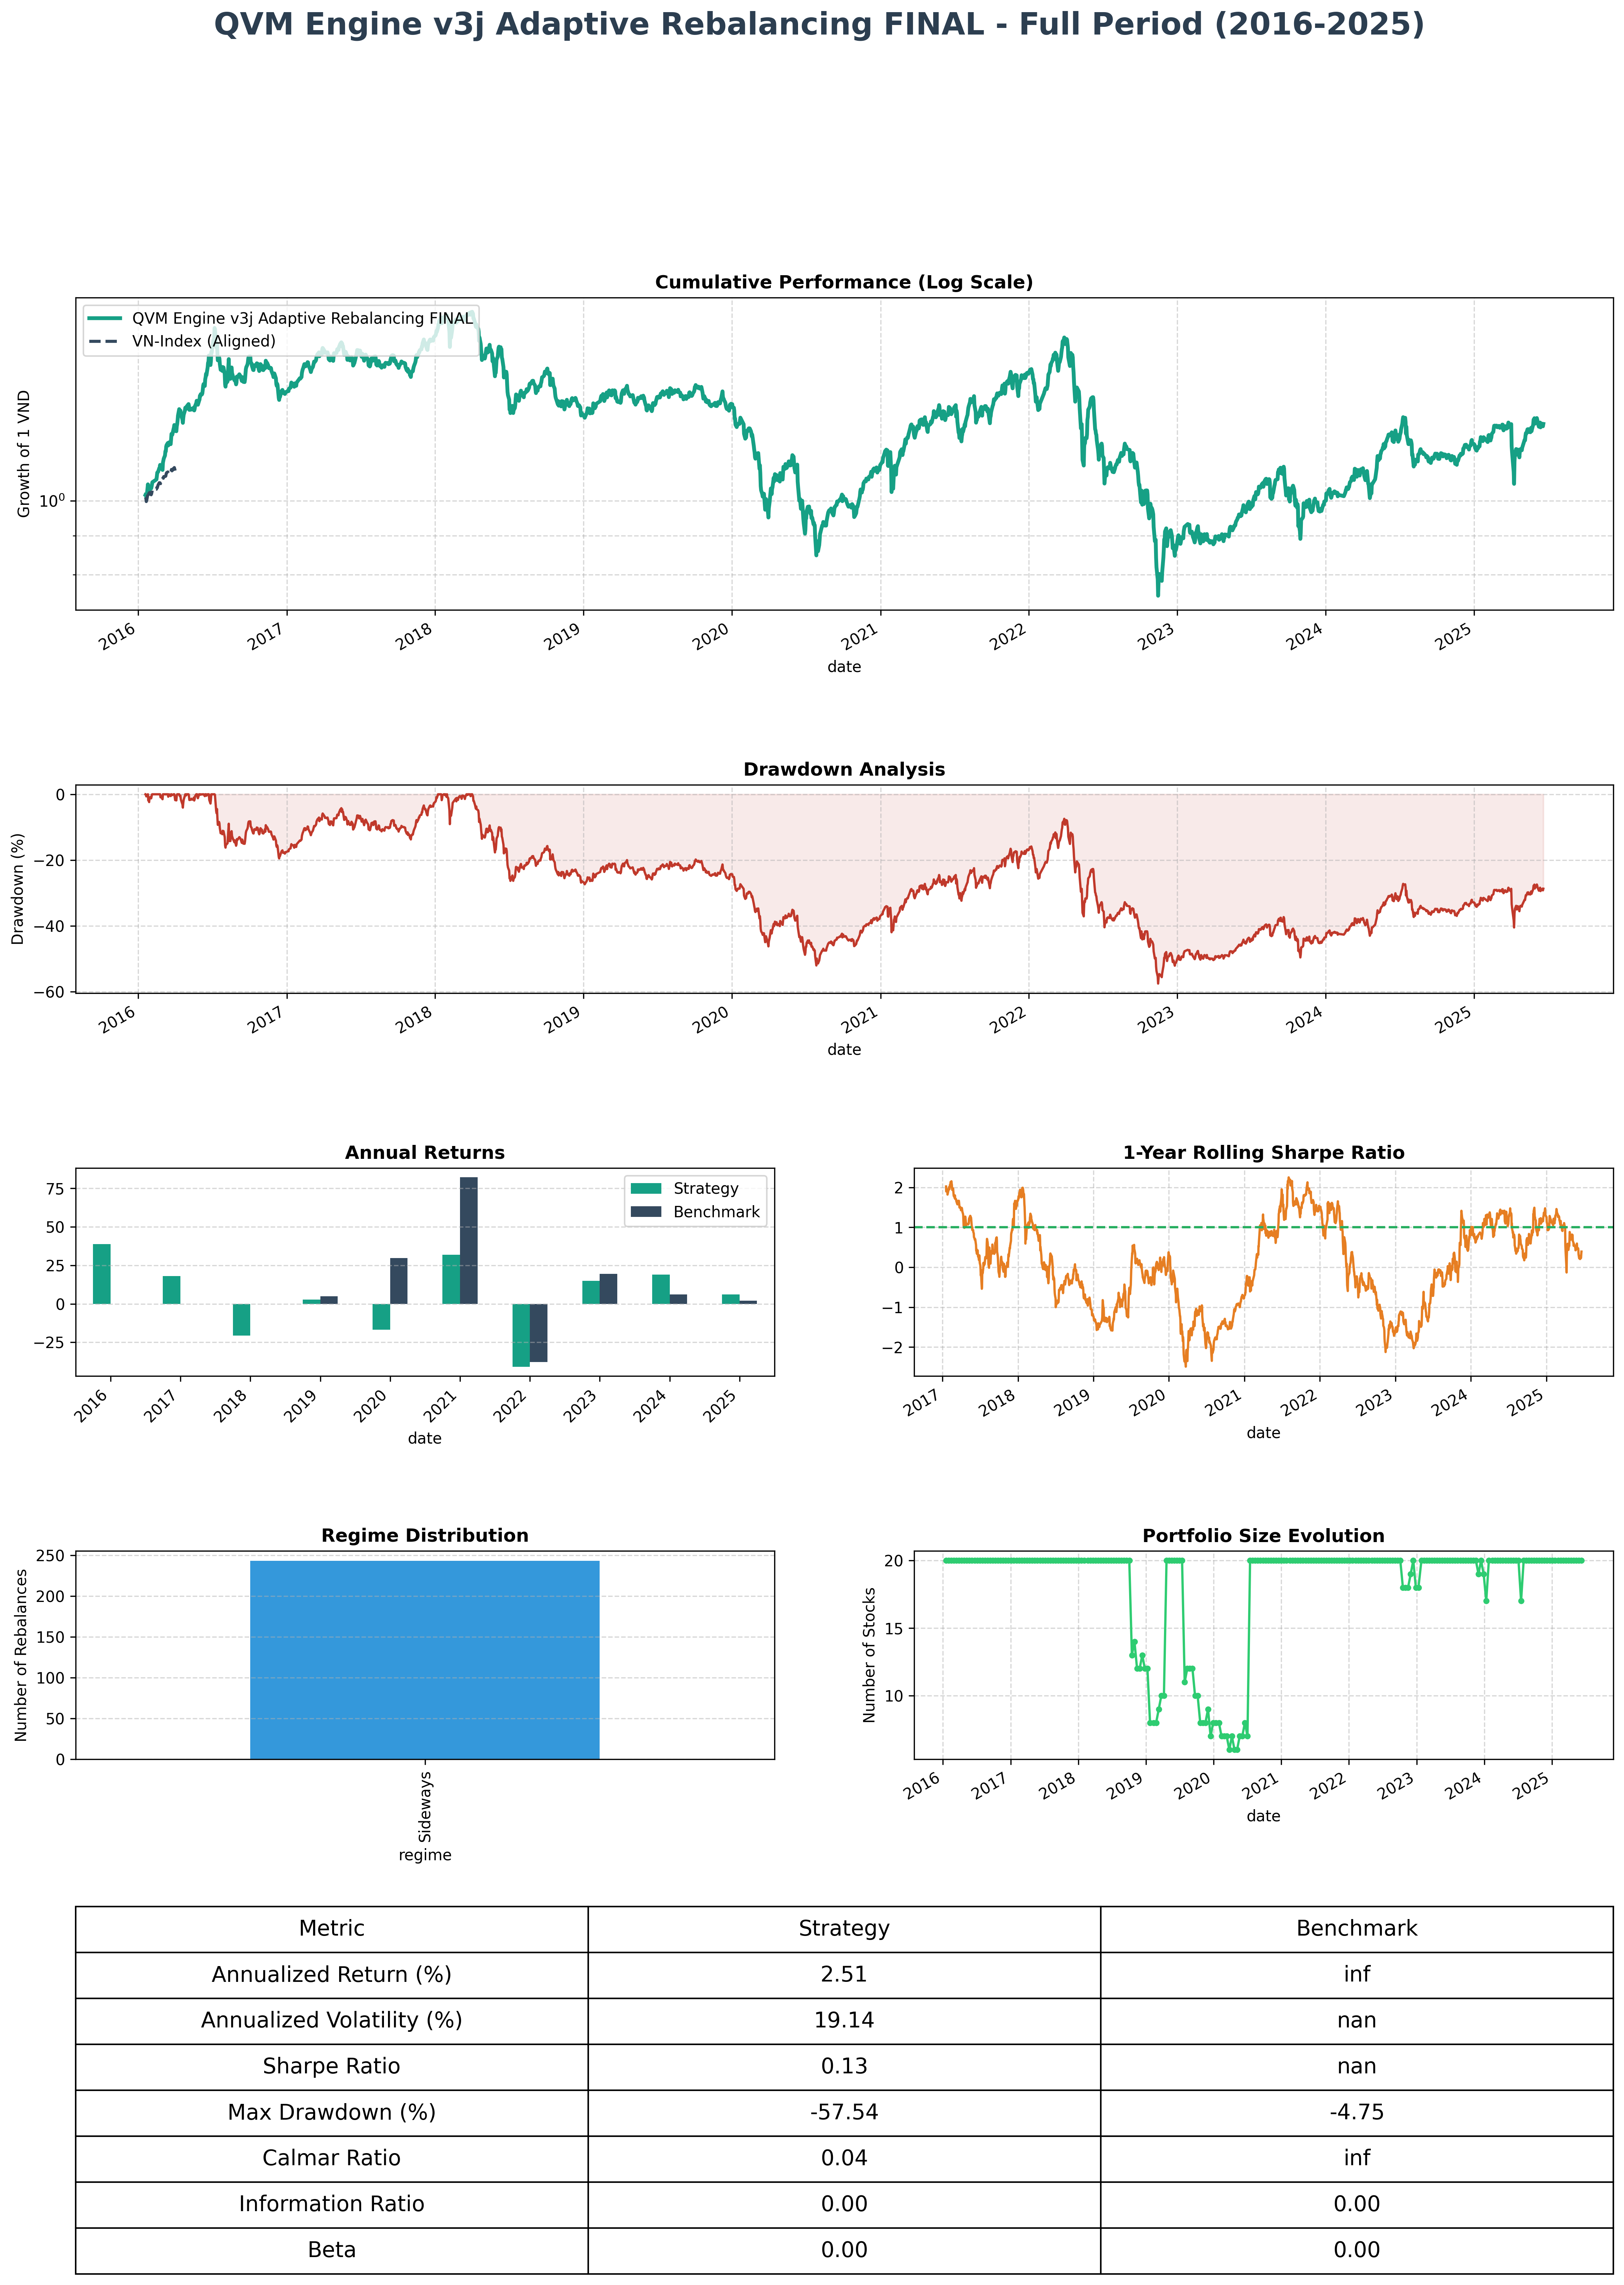 QVM Engine v3j Adaptive Rebalancing FINAL - Full Period (2016-2025)
Cumulative Performance (Log Scale)
QVM Engine v3j Adaptive Rebalancing FINAL
VN-Index (Aligned)
Growth of 1 VND
10⁰
2016 2017 2018 2019 2020 2021 2022 2023 2024 2025
date
Drawdown Analysis
Drawdown (%)
0
−20
−40
−60
2016 2017 2018 2019 2020 2021 2022 2023 2024 2025
date
Annual Returns
Strategy
Benchmark
75
50
25
0
−25
2016 2017 2018 2019 2020 2021 2022 2023 2024 2025
date
1-Year Rolling Sharpe Ratio
2
1
0
−1
−2
2017 2018 2019 2020 2021 2022 2023 2024 2025
date
Regime Distribution
Number of Rebalances
250
200
150
100
50
0
Sideways
regime
Portfolio Size Evolution
Number of Stocks
20
15
10
2016 2017 2018 2019 2020 2021 2022 2023 2024 2025
date
Metric Strategy Benchmark
Annualized Return (%) 2.51 inf
Annualized Volatility (%) 19.14 nan
Sharpe Ratio 0.13 nan
Max Drawdown (%) -57.54 -4.75
Calmar Ratio 0.04 inf
Information Ratio 0.00 0.00
Beta 0.00 0.00